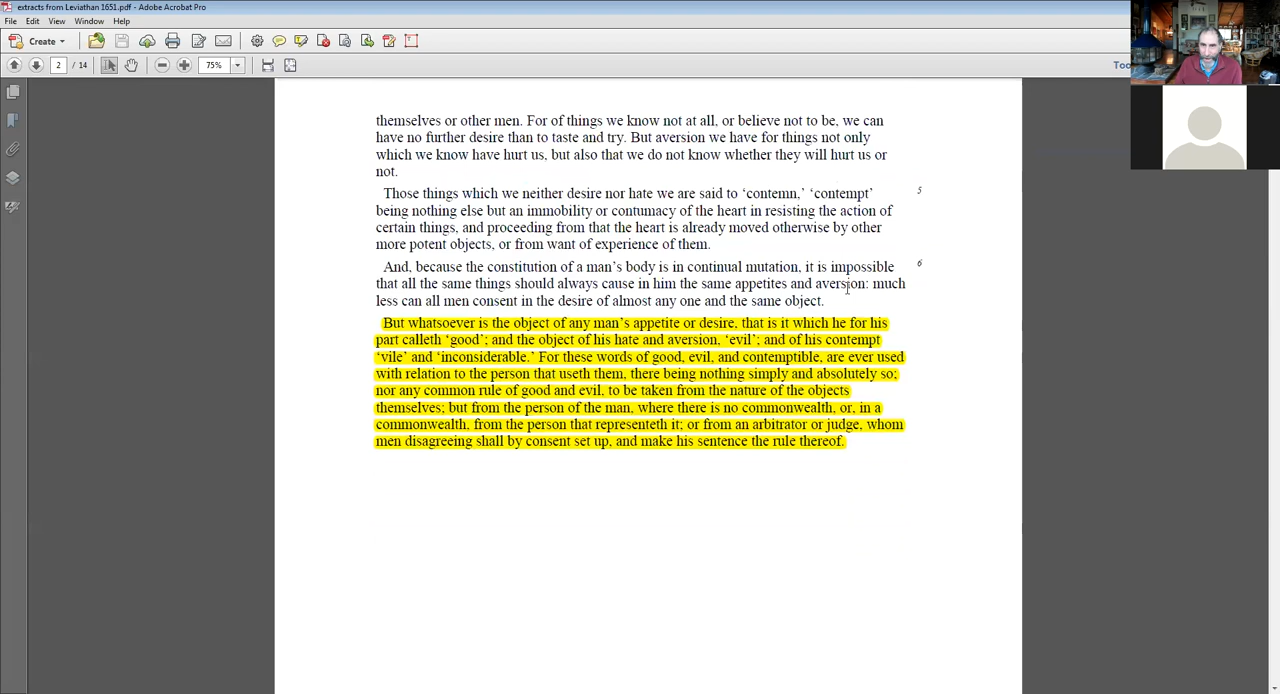 extracts from Leviathan 1651.pdf - Adobe Acrobat Pro
File Edit View Window Help
Create
2 / 14 75%
themselves or other men. For of things we know not at all, or believe not to be, we can
have no further desire than to taste and try. But aversion we have for things not only
which we know have hurt us, but also that we do not know whether they will hurt us or
not.
Those things which we neither desire nor hate we are said to ‘contemn,’ ‘contempt’ 5
being nothing else but an immobility or contumacy of the heart in resisting the action of
certain things, and proceeding from that the heart is already moved otherwise by other
more potent objects, or from want of experience of them.
And, because the constitution of a man’s body is in continual mutation, it is impossible 6
that all the same things should always cause in him the same appetites and aversion: much
less can all men consent in the desire of almost any one and the same object.
But whatsoever is the object of any man’s appetite or desire, that is it which he for his
part calleth ‘good’; and the object of his hate and aversion, ‘evil’; and of his contempt
‘vile’ and ‘inconsiderable.’ For these words of good, evil, and contemptible, are ever used
with relation to the person that useth them, there being nothing simply and absolutely so;
nor any common rule of good and evil, to be taken from the nature of the objects
themselves; but from the person of the man, where there is no commonwealth, or, in a
commonwealth, from the person that representeth it; or from an arbitrator or judge, whom
men disagreeing shall by consent set up, and make his sentence the rule thereof.